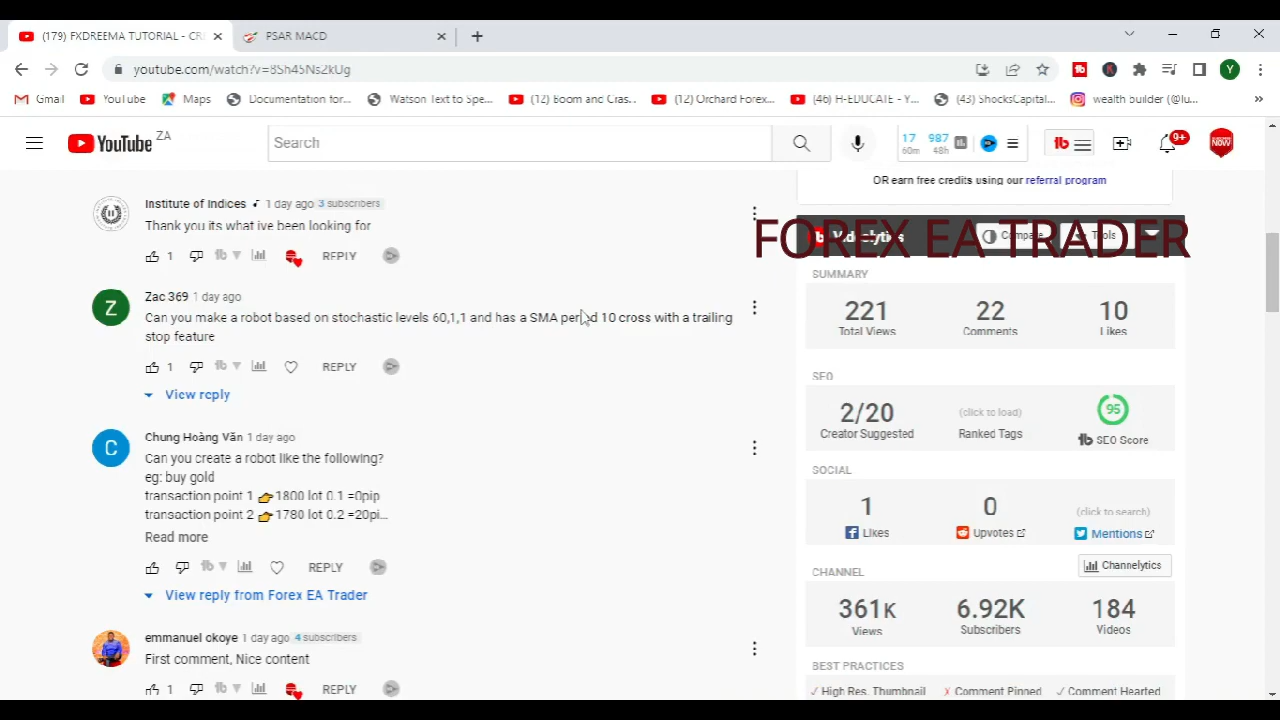 (179) FXDREEMA TUTORIAL - CRE
PSAR MACD
youtube.com/watch?v=8Sh45Ns2kUg
Gmail
YouTube
Maps
Documentation for...
Watson Text to Spe...
(12) Boom and Cras...
(12) Orchard Forex...
(46) H-EDUCATE - Y...
(43) ShocksCapital...
wealth builder (@lu...
YouTube ZA
Search
17 60m
987 48h
9+
OR earn free credits using our referral program
Institute of Indices 1 day ago 3 subscribers
Thank you its what ive been looking for
1 REPLY
FOREX EA TRADER
Videolytics
Compare
Tools
SUMMARY
221
22
10
Total Views
Comments
Likes
Zac 369 1 day ago
Can you make a robot based on stochastic levels 60,1,1 and has a SMA period 10 cross with a trailing
stop feature
1 REPLY
View reply
SEO
2/20
(click to load)
95
Creator Suggested
Ranked Tags
SEO Score
Chung Hoàng Văn 1 day ago
Can you create a robot like the following?
eg: buy gold
transaction point 1 👉1800 lot 0.1 =0pip
transaction point 2 👉1780 lot 0.2 =20pi...
Read more
REPLY
View reply from Forex EA Trader
SOCIAL
1
0
(click to search)
Likes
Upvotes
Mentions
CHANNEL
Channelytics
361K
6.92K
184
Views
Subscribers
Videos
emmanuel okoye 1 day ago 4 subscribers
First comment, Nice content
1 REPLY
BEST PRACTICES
✓ High Res. Thumbnail
✗ Comment Pinned
✓ Comment Hearted